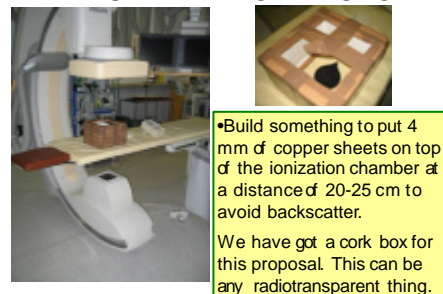 •Build something to put 4
mm of copper sheets on top
of the ionization chamber at
a distance of 20-25 cm to
avoid backscatter.
We have got a cork box for
this proposal. This can be
any radiotransparent thing.